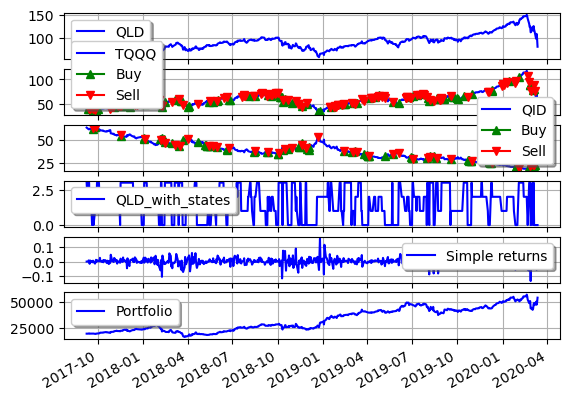 150
QLD
100
TQQQ
100
Buy
50
Sell
QID
Buy
50
Sell
25
2.5
QLD_with_states
0.0
0.1
Simple returns
0.0
−0.1
50000
Portfolio
25000
2017-10
2018-01
2018-04
2018-07
2018-10
2019-01
2019-04
2019-07
2019-10
2020-01
2020-04